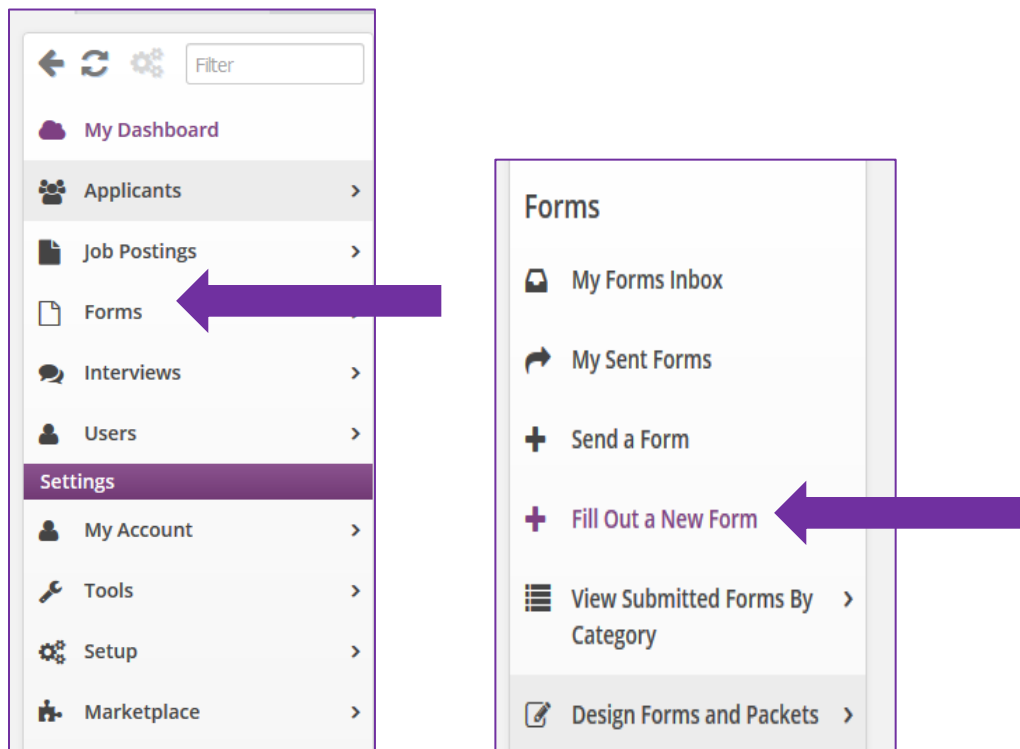 Filter
My Dashboard
Applicants
Job Postings
Forms
Interviews
Users
Settings
My Account
Tools
Setup
Marketplace
Forms
My Forms Inbox
My Sent Forms
Send a Form
Fill Out a New Form
View Submitted Forms By
Category
Design Forms and Packets